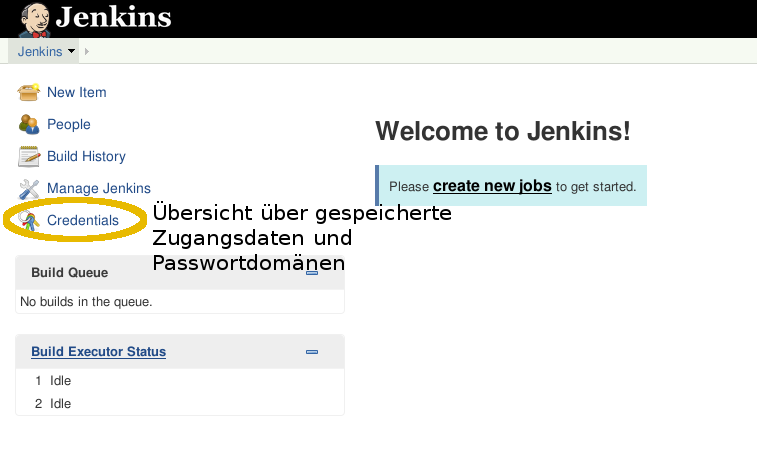 Jenkins
Jenkins
New Item
People
Build History
Manage Jenkins
Credentials
Übersicht über gespeicherte
Zugangsdaten und
Passwortdomänen
Build Queue
No builds in the queue.
Build Executor Status
1 Idle
2 Idle
Welcome to Jenkins!
Please create new jobs to get started.